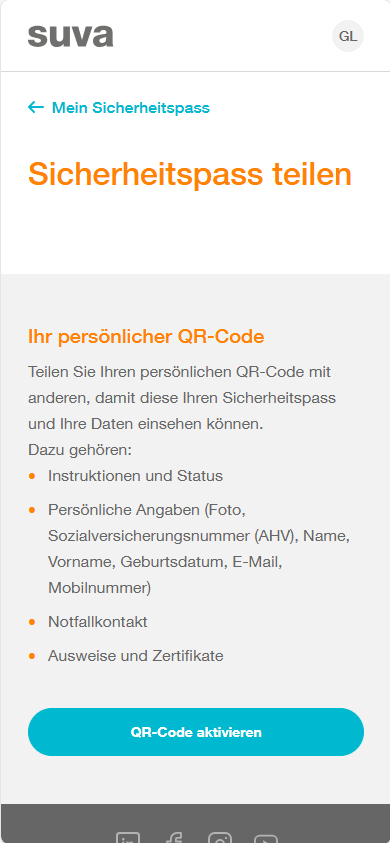 suva
GL
← Mein Sicherheitspass
Sicherheitspass teilen
Ihr persönlicher QR-Code
Teilen Sie Ihren persönlichen QR-Code mit
anderen, damit diese Ihren Sicherheitspass
und Ihre Daten einsehen können.
Dazu gehören:
• Instruktionen und Status
• Persönliche Angaben (Foto,
Sozialversicherungsnummer (AHV), Name,
Vorname, Geburtsdatum, E-Mail,
Mobilnummer)
• Notfallkontakt
• Ausweise und Zertifikate
QR-Code aktivieren